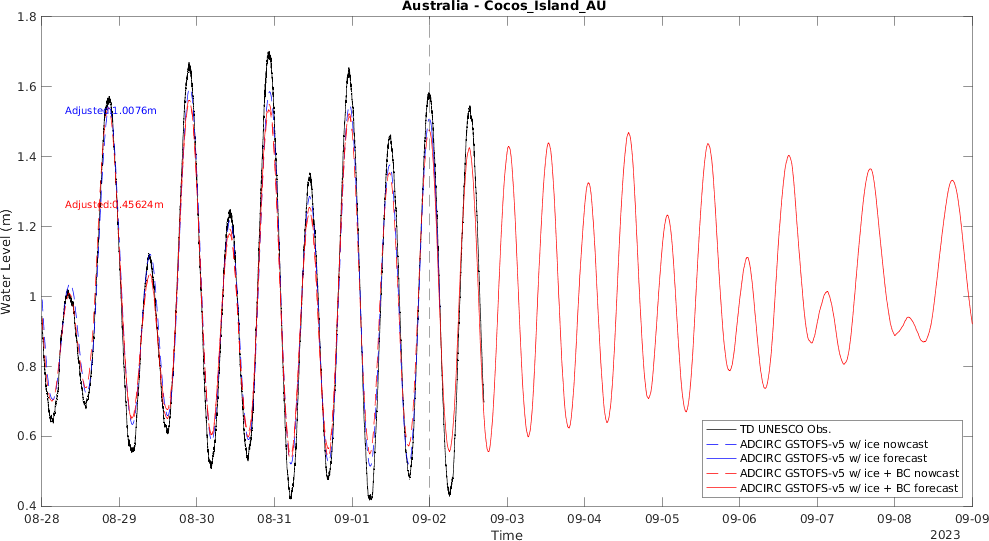 Australia - Cocos_Island_AU
1.8
1.6
1.4
1.2
1
0.8
0.6
0.4
Water Level (m)
Adjusted:1.0076m
Adjusted:0.45624m
TD UNESCO Obs.
ADCIRC GSTOFS-v5 w/ ice nowcast
ADCIRC GSTOFS-v5 w/ ice forecast
ADCIRC GSTOFS-v5 w/ ice + BC nowcast
ADCIRC GSTOFS-v5 w/ ice + BC forecast
08-28 08-29 08-30 08-31 09-01 09-02 09-03 09-04 09-05 09-06 09-07 09-08 09-09
Time
2023